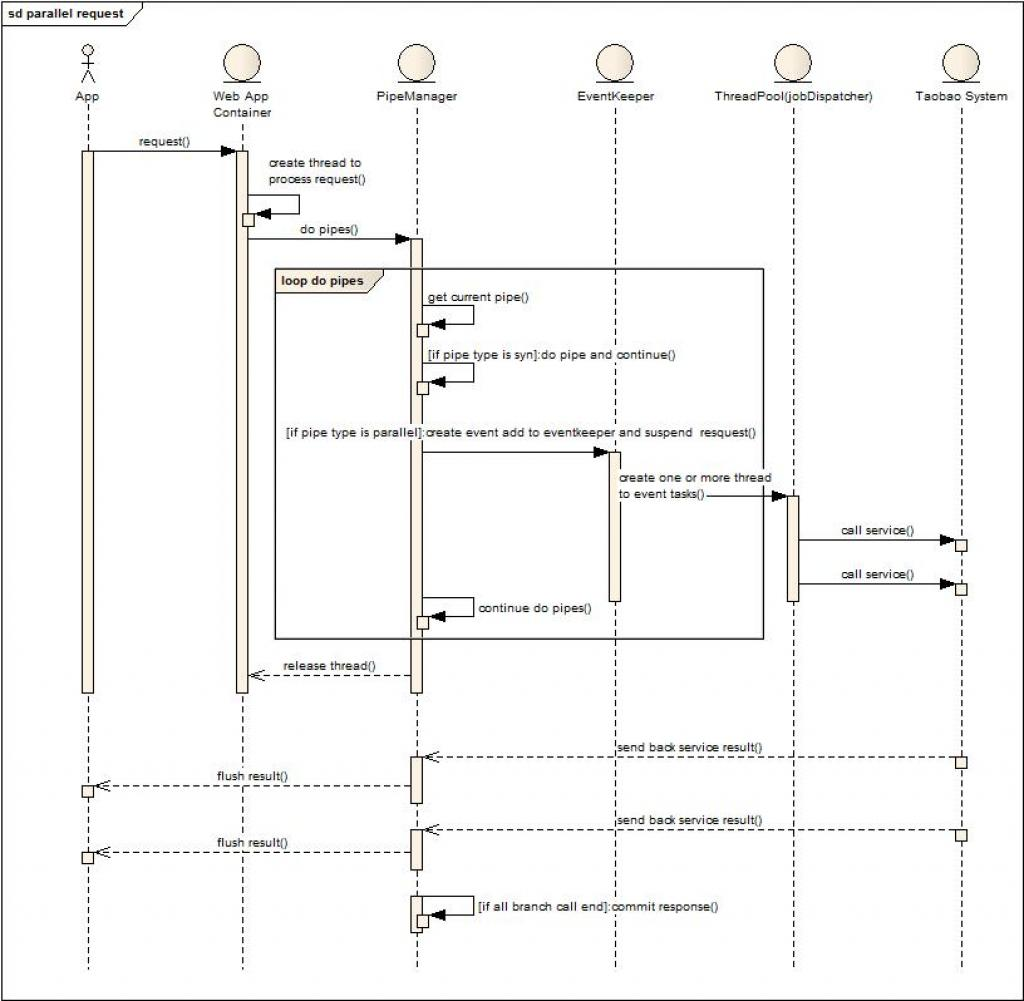 sd parallel request
App
Web App
Container
PipeManager
EventKeeper
ThreadPool(jobDispatcher)
Taobao System
request()
create thread to
process request()
do pipes()
loop do pipes
get current pipe()
[if pipe type is syn]:do pipe and continue()
[if pipe type is parallel]:create event add to eventkeeper and suspend resquest()
create one or more thread
to event tasks()
call service()
call service()
continue do pipes()
release thread()
send back service result()
flush result()
send back service result()
flush result()
[if all branch call end]:commit response()